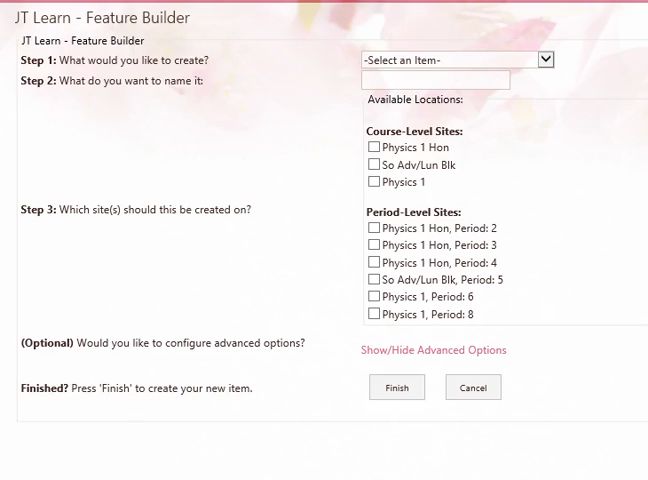 JT Learn - Feature Builder
JT Learn - Feature Builder
Step 1: What would you like to create?
-Select an Item-
Step 2: What do you want to name it:
Available Locations:
Course-Level Sites:
Physics 1 Hon
So Adv/Lun Blk
Physics 1
Step 3: Which site(s) should this be created on?
Period-Level Sites:
Physics 1 Hon, Period: 2
Physics 1 Hon, Period: 3
Physics 1 Hon, Period: 4
So Adv/Lun Blk, Period: 5
Physics 1, Period: 6
Physics 1, Period: 8
(Optional) Would you like to configure advanced options?
Show/Hide Advanced Options
Finished? Press 'Finish' to create your new item.
Finish
Cancel